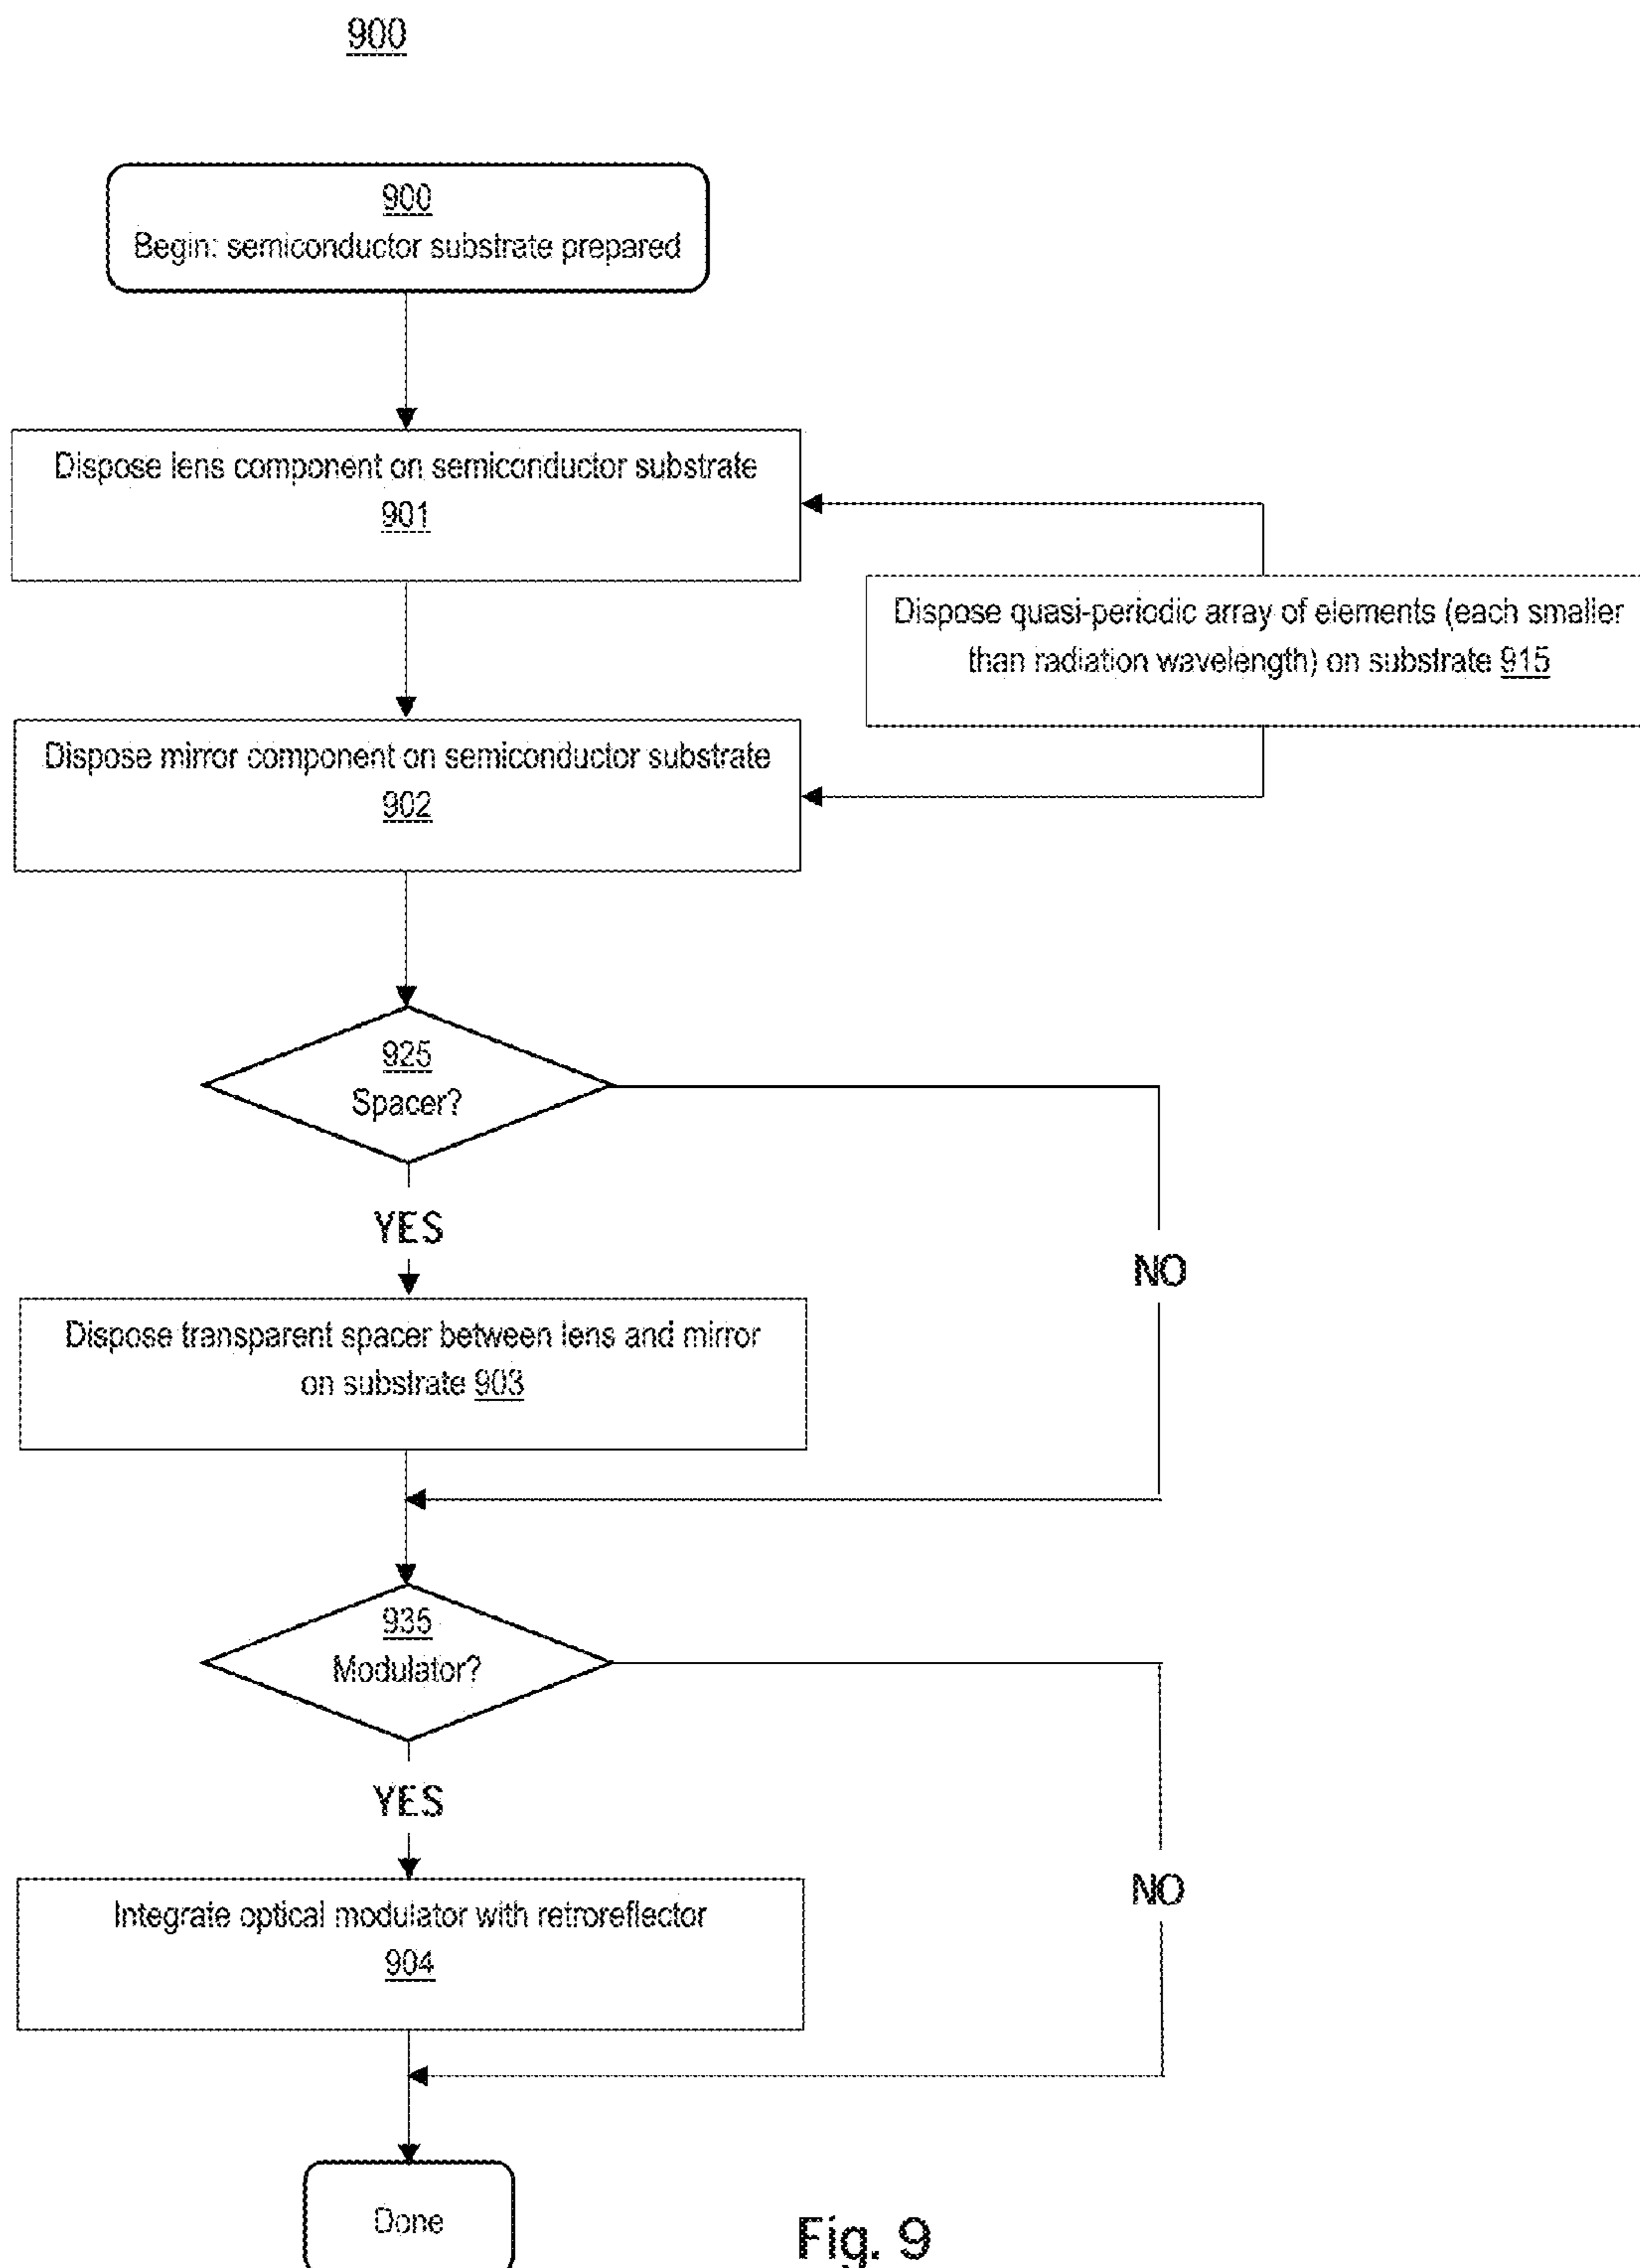 900
900
Begin: semiconductor substrate prepared
Dispose lens component on semiconductor substrate
901
Dispose quasi-periodic array of elements (each smaller
than radiation wavelength) on substrate 915
Dispose mirror component on semiconductor substrate
902
925
Spacer?
YES
NO
Dispose transparent spacer between lens and mirror
on substrate 903
935
Modulator?
YES
NO
Integrate optical modulator with retroreflector
904
Done
Fig. 9